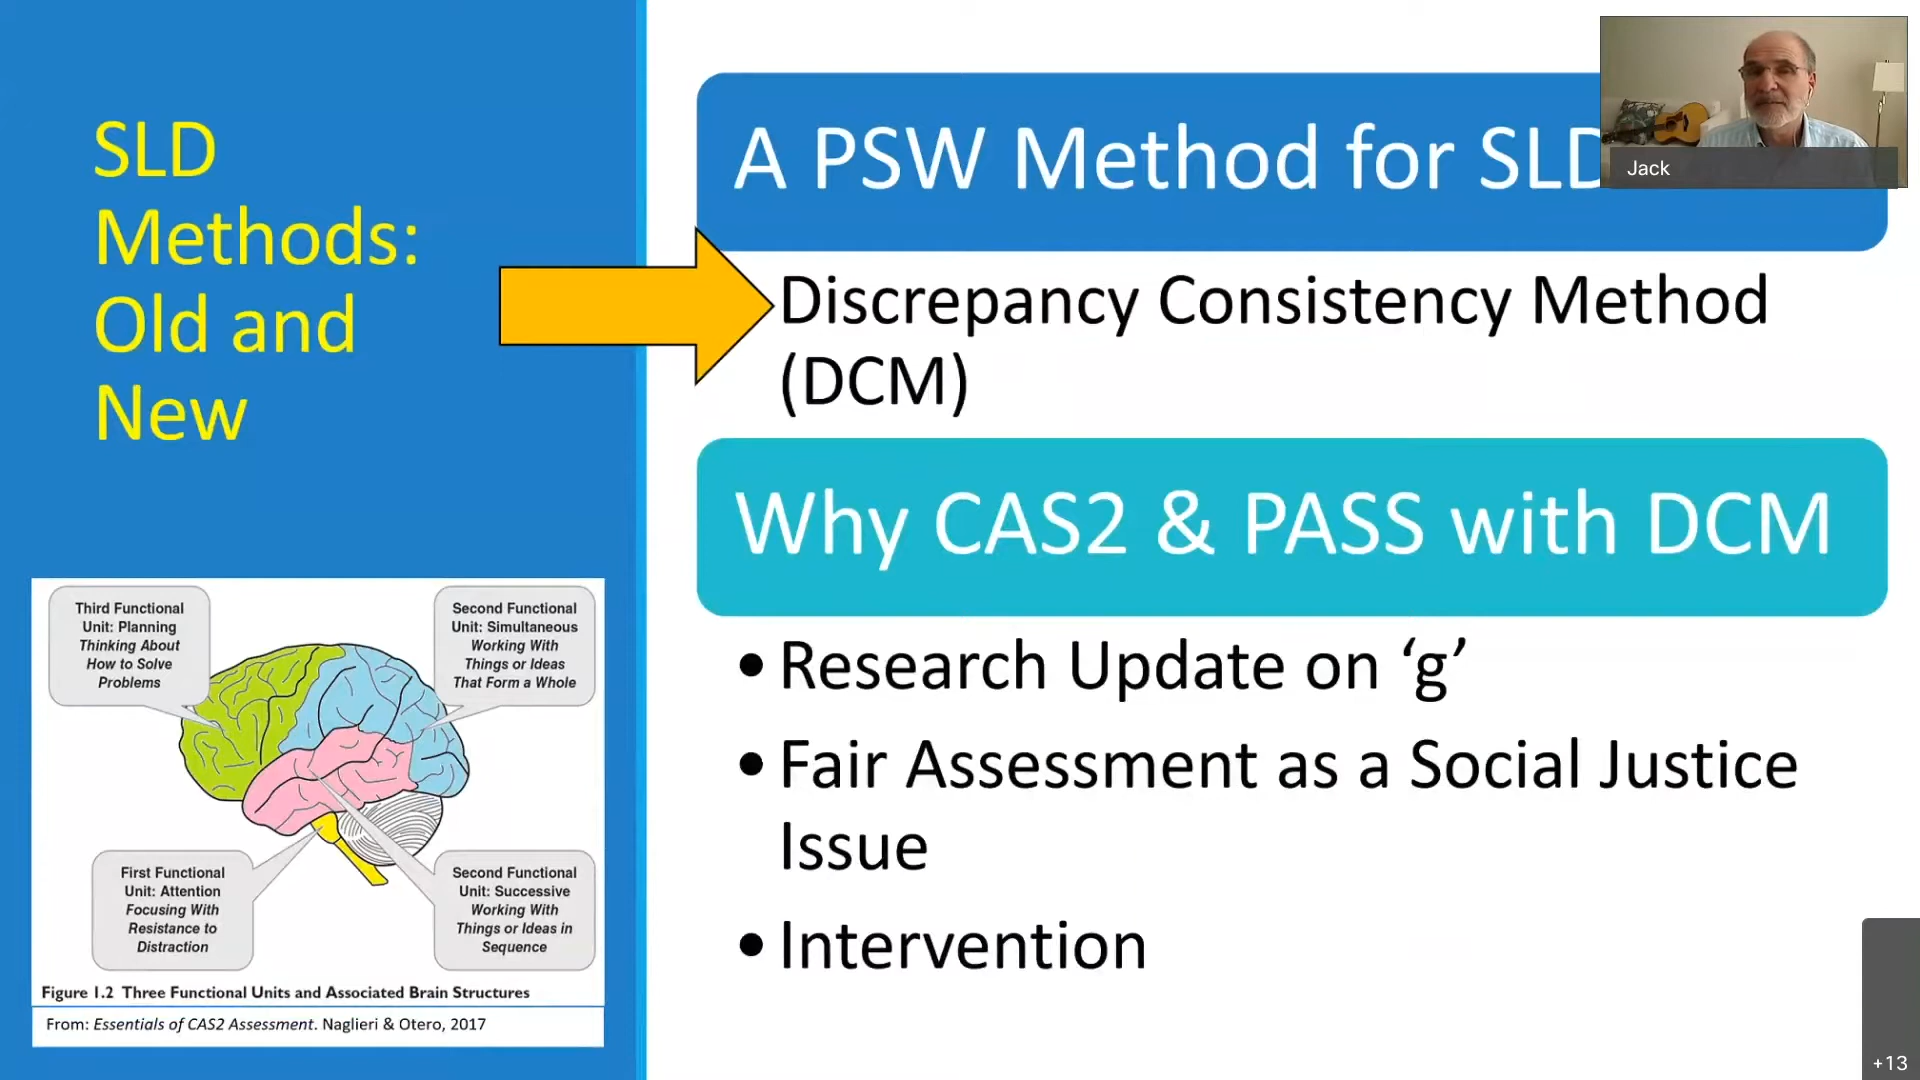 SLD
Methods:
Old and
New
A PSW Method for SLD
Jack
Discrepancy Consistency Method
(DCM)
Why CAS2 & PASS with DCM
• Research Update on ‘g’
• Fair Assessment as a Social Justice
Issue
• Intervention
Third Functional
Unit: Planning
Thinking About
How to Solve
Problems
Second Functional
Unit: Simultaneous
Working With
Things or Ideas
That Form a Whole
First Functional
Unit: Attention
Focusing With
Resistance to
Distraction
Second Functional
Unit: Successive
Working With
Things or Ideas in
Sequence
Figure 1.2 Three Functional Units and Associated Brain Structures
From: Essentials of CAS2 Assessment. Naglieri & Otero, 2017
+13